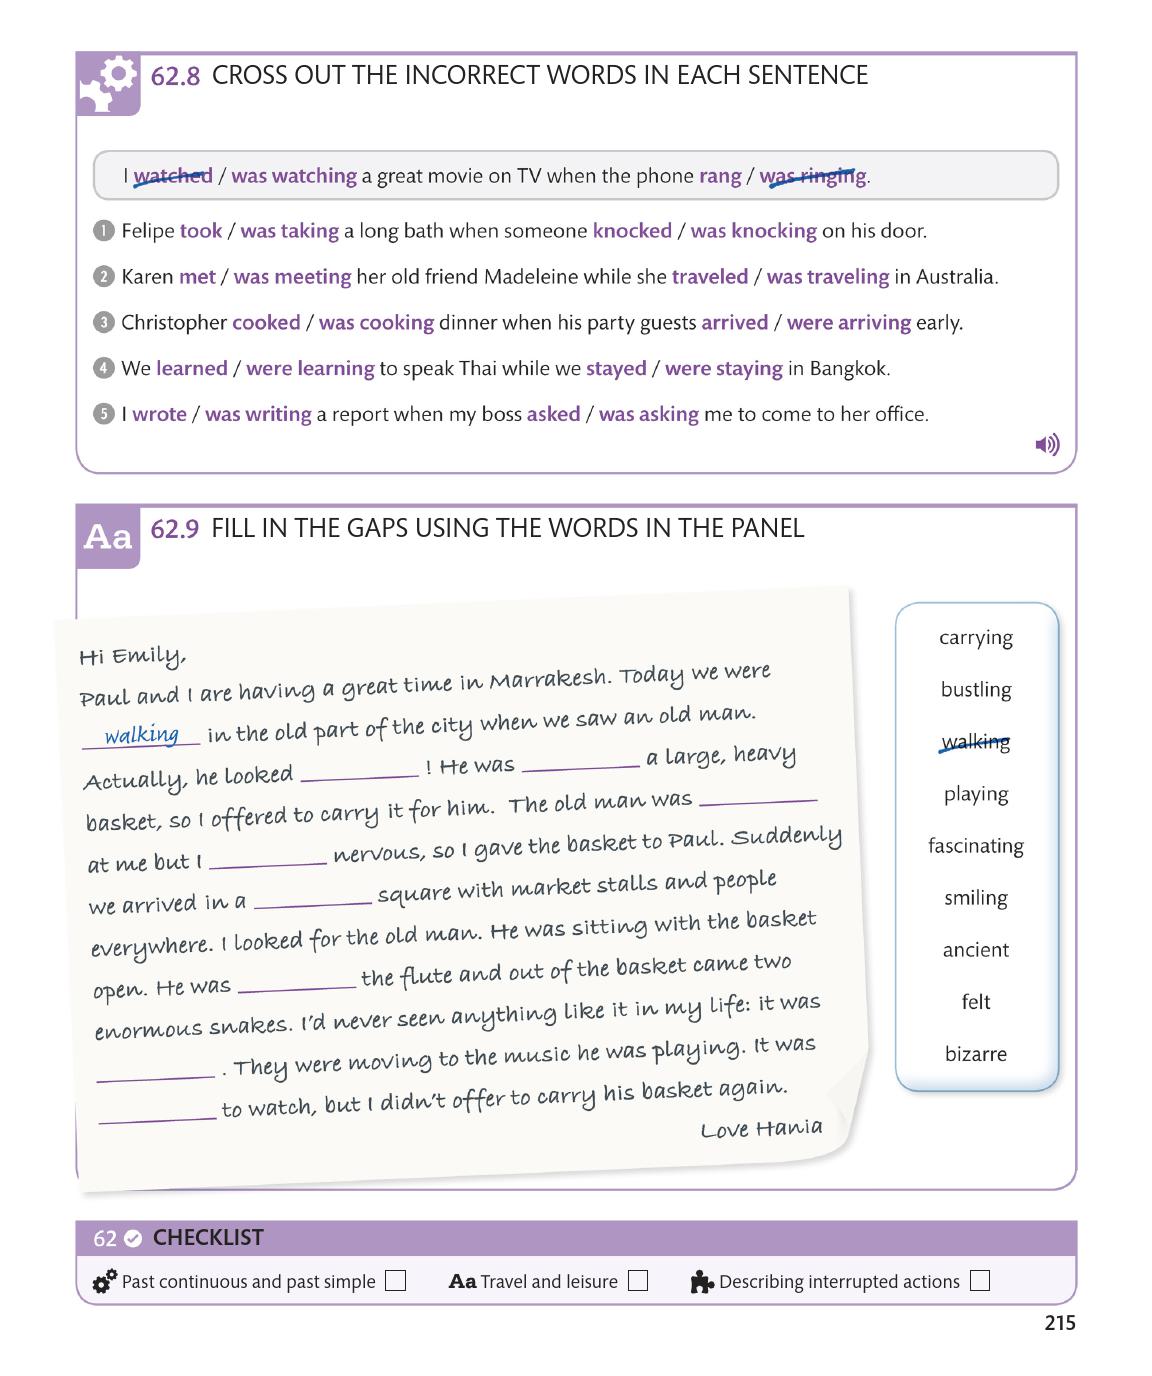 62.8 CROSS OUT THE INCORRECT WORDS IN EACH SENTENCE
I watched / was watching a great movie on TV when the phone rang / was ringing.
1 Felipe took / was taking a long bath when someone knocked / was knocking on his door.
2 Karen met / was meeting her old friend Madeleine while she traveled / was traveling in Australia.
3 Christopher cooked / was cooking dinner when his party guests arrived / were arriving early.
4 We learned / were learning to speak Thai while we stayed / were staying in Bangkok.
5 I wrote / was writing a report when my boss asked / was asking me to come to her office.
Aa 62.9 FILL IN THE GAPS USING THE WORDS IN THE PANEL
Hi Emily,
Paul and I are having a great time in Marrakesh. Today we were
walking in the old part of the city when we saw an old man.
Actually, he looked ________ ! He was ________ a large, heavy
basket, so I offered to carry it for him. The old man was ________
at me but I ________ nervous, so I gave the basket to Paul. Suddenly
we arrived in a ________ square with market stalls and people
everywhere. I looked for the old man. He was sitting with the basket
open. He was ________ the flute and out of the basket came two
enormous snakes. I'd never seen anything like it in my life: it was
________ . They were moving to the music he was playing. It was
________ to watch, but I didn't offer to carry his basket again.
Love Hania
carrying
bustling
walking
playing
fascinating
smiling
ancient
felt
bizarre
62 CHECKLIST
Past continuous and past simple Aa Travel and leisure Describing interrupted actions
215